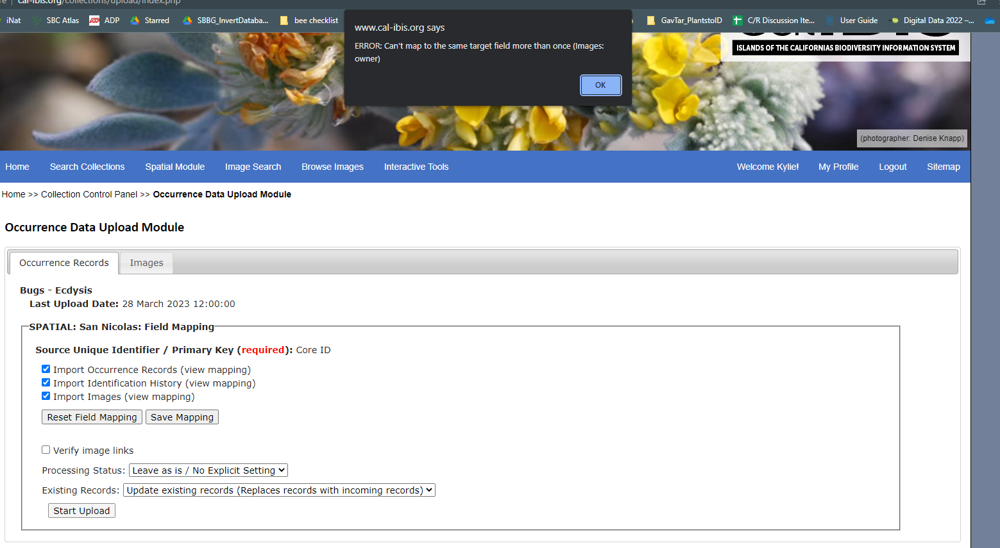 cal-ibis.org/collections/upload/index.php
iNat SBC Atlas ADP Starred SBBG_InvertDataba... bee checklist GavTar_PlantstoID C/R Discussion Ite... User Guide Digital Data 2022 –...
www.cal-ibis.org says
ERROR: Can't map to the same target field more than once (Images:
owner)
OK
ISLANDS OF THE CALIFORNIAS BIODIVERSITY INFORMATION SYSTEM
(photographer: Denise Knapp)
Home Search Collections Spatial Module Image Search Browse Images Interactive Tools Welcome Kylie! My Profile Logout Sitemap
Home >> Collection Control Panel >> Occurrence Data Upload Module
Occurrence Data Upload Module
Occurrence Records Images
Bugs - Ecdysis
Last Upload Date: 28 March 2023 12:00:00
SPATIAL: San Nicolas: Field Mapping
Source Unique Identifier / Primary Key (required): Core ID
Import Occurrence Records (view mapping)
Import Identification History (view mapping)
Import Images (view mapping)
Reset Field Mapping Save Mapping
Verify image links
Processing Status: Leave as is / No Explicit Setting
Existing Records: Update existing records (Replaces records with incoming records)
Start Upload